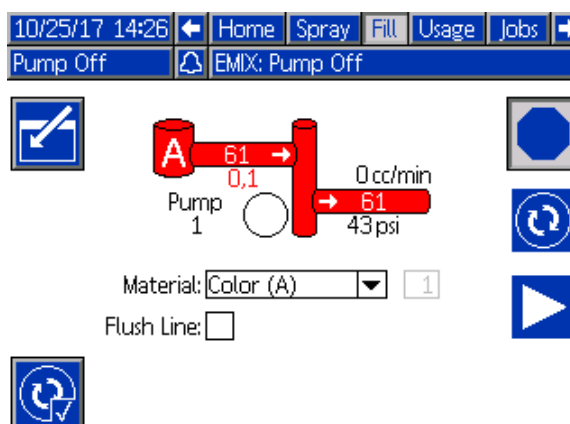 10/25/17 14:26 Home Spray Fill Usage Jobs
Pump Off EMIX: Pump Off
A 61
0,1
Pump
1
0 cc/min
61
43 psi
Material: Color (A) 1
Flush Line: